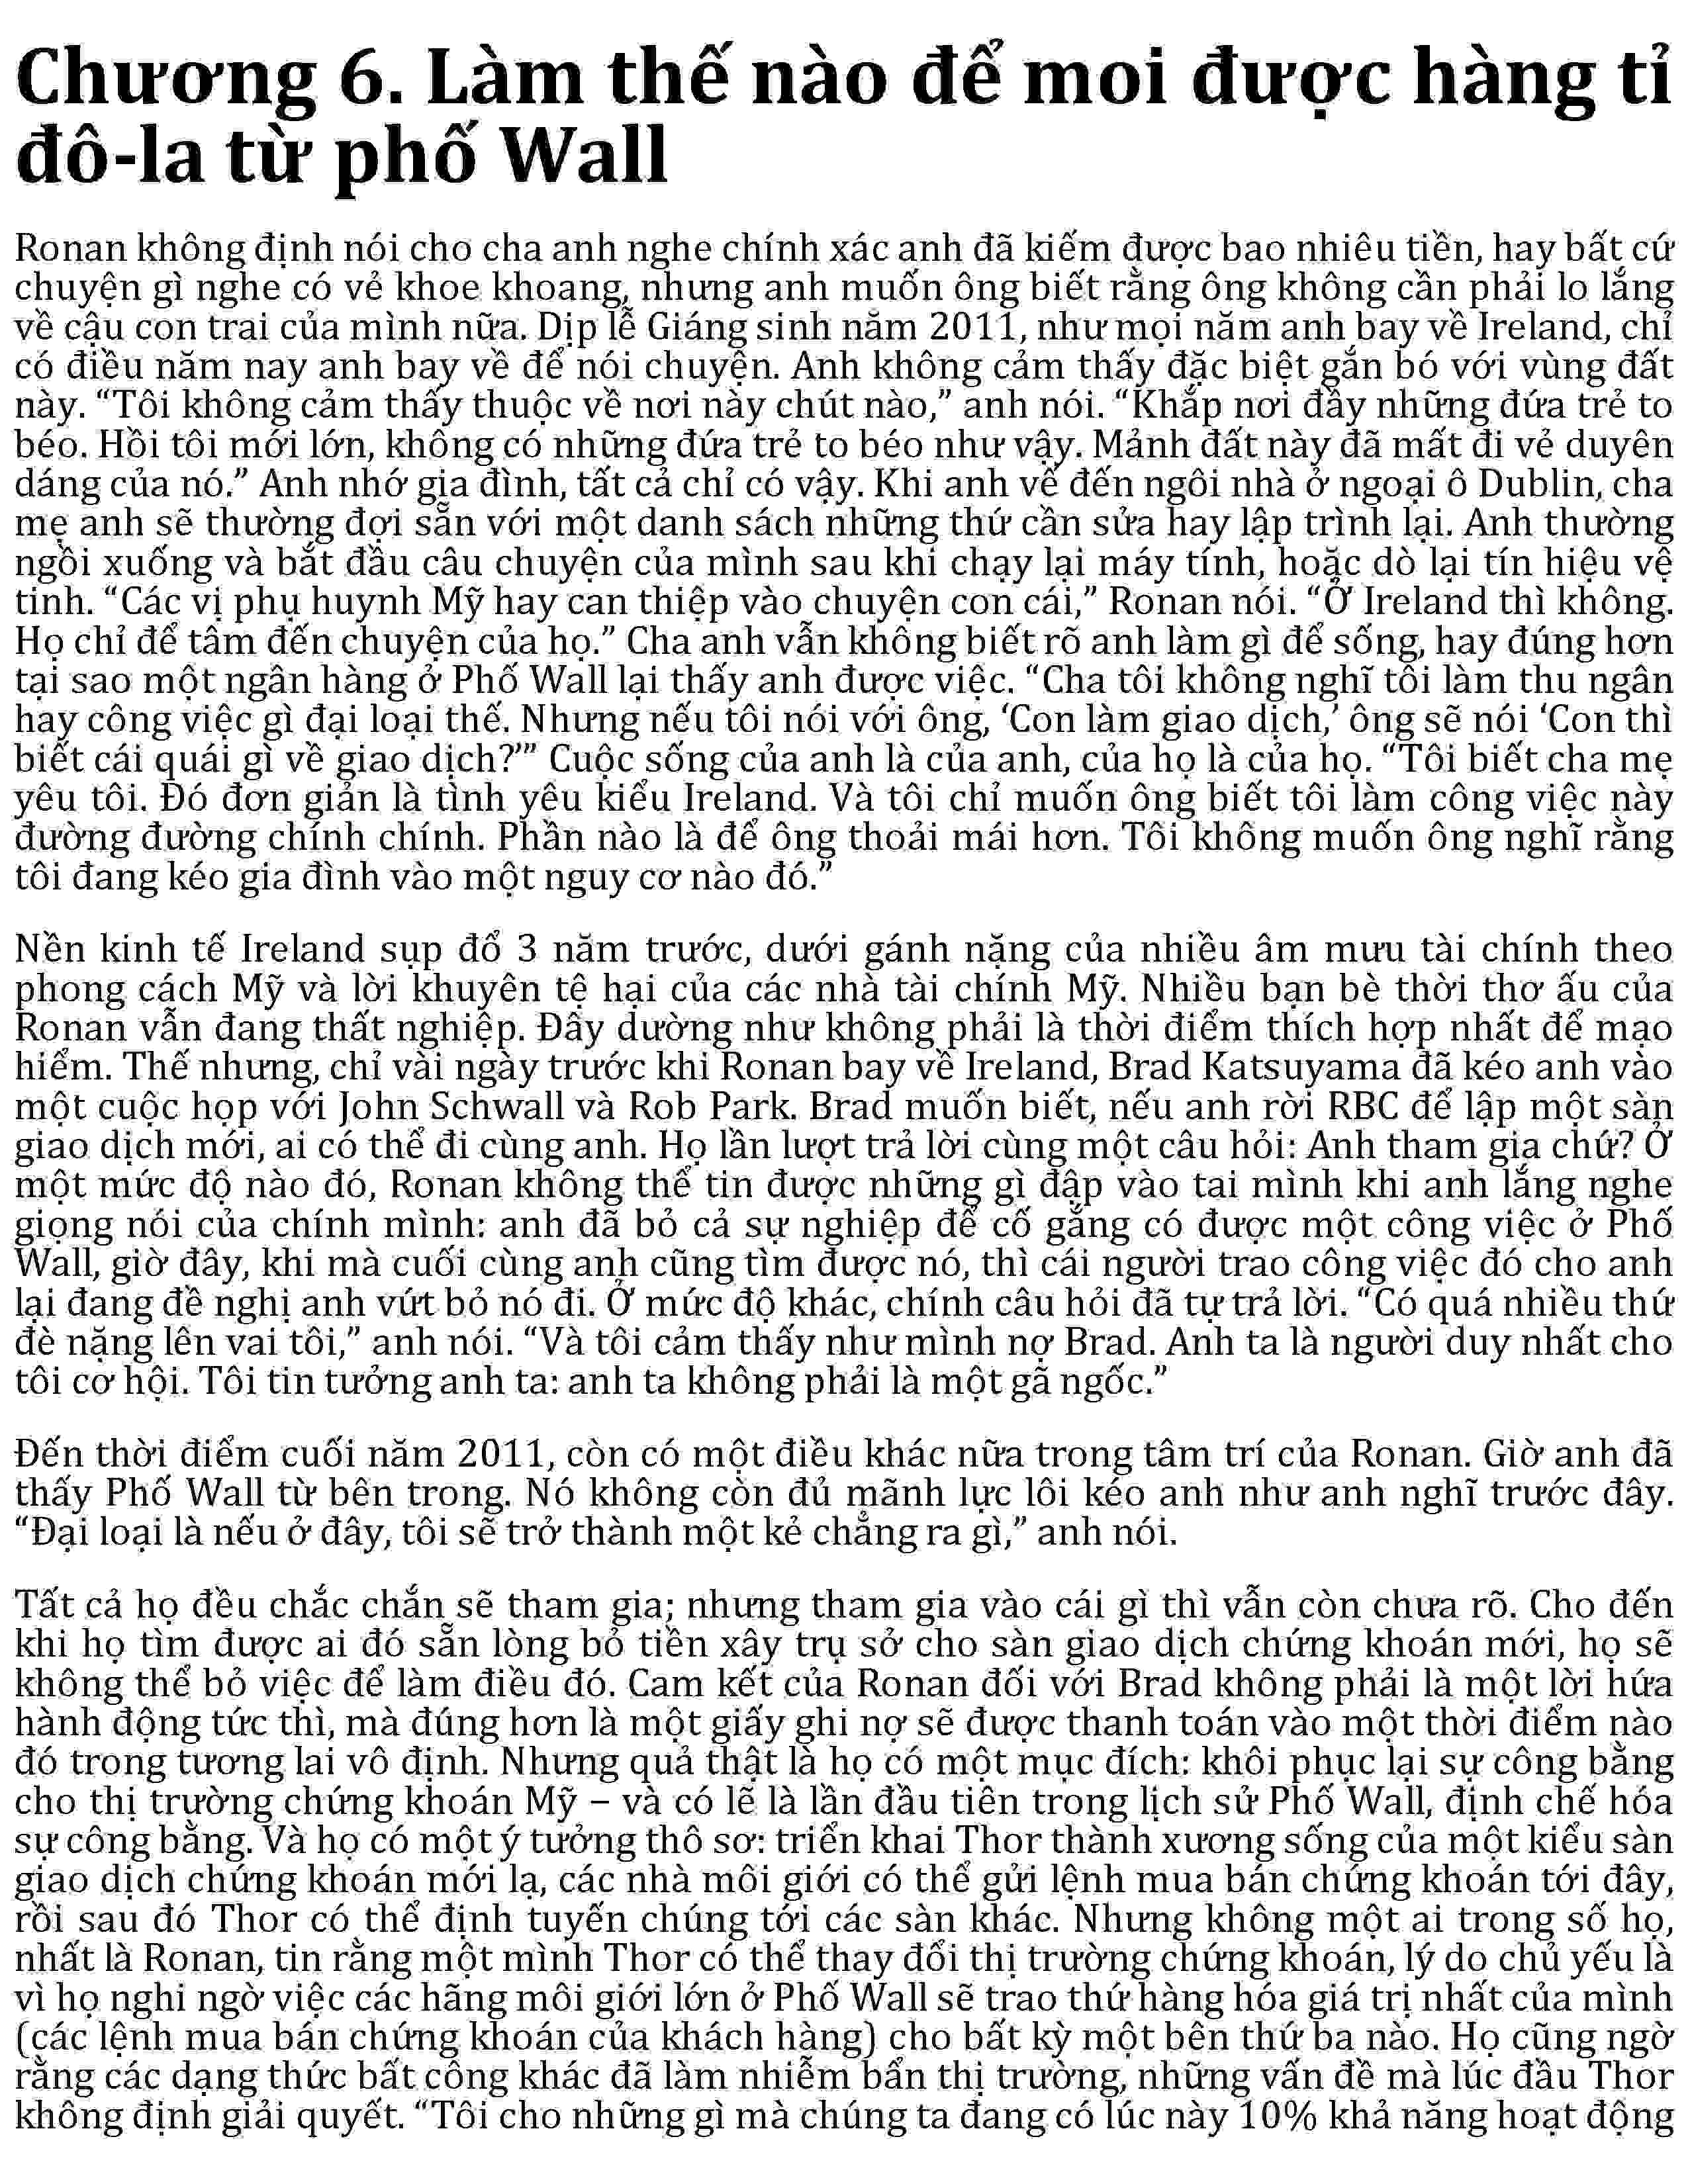 Chương 6. Làm thế nào để moi được hàng tỉ
đô-la từ phố Wall
Ronan không định nói cho cha anh nghe chính xác anh đã kiếm được bao nhiêu tiền, hay bất cứ
chuyện gì nghe có vẻ khoe khoang, nhưng anh muốn ông biết rằng ông không cần phải lo lắng
về cậu con trai của mình nữa. Dịp lễ Giáng sinh năm 2011, như mọi năm anh bay về Ireland, chỉ
có điều năm nay anh bay về để nói chuyện. Anh không cảm thấy đặc biệt gắn bó với vùng đất
này. “Tôi không cảm thấy thuộc về nơi này chút nào,” anh nói. “Khắp nơi đầy những đứa trẻ to
béo. Hồi tôi mới lớn, không có những đứa trẻ to béo như vậy. Mảnh đất này đã mất đi vẻ duyên
dáng của nó.” Anh nhớ gia đình, tất cả chỉ có vậy. Khi anh về đến ngôi nhà ở ngoại ô Dublin, cha
mẹ anh sẽ thường đợi sẵn với một danh sách những thứ cần sửa hay lập trình lại. Anh thường
ngồi xuống và bắt đầu câu chuyện của mình sau khi chạy lại máy tính, hoặc dò lại tín hiệu vệ
tinh. “Các vị phụ huynh Mỹ hay can thiệp vào chuyện con cái,” Ronan nói. “Ở Ireland thì không.
Họ chỉ để tâm đến chuyện của họ.” Cha anh vẫn không biết rõ anh làm gì để sống, hay đúng hơn
tại sao một ngân hàng ở Phố Wall lại thấy anh được việc. “Cha tôi không nghĩ tôi làm thu ngân
hay công việc gì đại loại thế. Nhưng nếu tôi nói với ông, ‘Con làm giao dịch,’ ông sẽ nói ‘Con thì
biết cái quái gì về giao dịch?’” Cuộc sống của anh là của anh, của họ là của họ. “Tôi biết cha mẹ
yêu tôi. Đó đơn giản là tình yêu kiểu Ireland. Và tôi chỉ muốn ông biết tôi làm công việc này
đường đường chính chính. Phần nào là để ông thoải mái hơn. Tôi không muốn ông nghĩ rằng
tôi đang kéo gia đình vào một nguy cơ nào đó.”
Nền kinh tế Ireland sụp đổ 3 năm trước, dưới gánh nặng của nhiều âm mưu tài chính theo
phong cách Mỹ và lời khuyên tệ hại của các nhà tài chính Mỹ. Nhiều bạn bè thời thơ ấu của
Ronan vẫn đang thất nghiệp. Đây dường như không phải là thời điểm thích hợp nhất để mạo
hiểm. Thế nhưng, chỉ vài ngày trước khi Ronan bay về Ireland, Brad Katsuyama đã kéo anh vào
một cuộc họp với John Schwall và Rob Park. Brad muốn biết, nếu anh rời RBC để lập một sàn
giao dịch mới, ai có thể đi cùng anh. Họ lần lượt trả lời cùng một câu hỏi: Anh tham gia chứ? Ở
một mức độ nào đó, Ronan không thể tin được những gì đập vào tai mình khi anh lắng nghe
giọng nói của chính mình: anh đã bỏ cả sự nghiệp để cố gắng có được một công việc ở Phố
Wall, giờ đây, khi mà cuối cùng anh cũng tìm được nó, thì cái người trao công việc đó cho anh
lại đang đề nghị anh vứt bỏ nó đi. Ở mức độ khác, chính câu hỏi đã tự trả lời. “Có quá nhiều thứ
đè nặng lên vai tôi,” anh nói. “Và tôi cảm thấy như mình nợ Brad. Anh ta là người duy nhất cho
tôi cơ hội. Tôi tin tưởng anh ta: anh ta không phải là một gã ngốc.”
Đến thời điểm cuối năm 2011, còn có một điều khác nữa trong tâm trí của Ronan. Giờ anh đã
thấy Phố Wall từ bên trong. Nó không còn đủ mãnh lực lôi kéo anh như anh nghĩ trước đây.
“Đại loại là nếu ở đây, tôi sẽ trở thành một kẻ chẳng ra gì,” anh nói.
Tất cả họ đều chắc chắn sẽ tham gia; nhưng tham gia vào cái gì thì vẫn còn chưa rõ. Cho đến
khi họ tìm được ai đó sẵn lòng bỏ tiền xây trụ sở cho sàn giao dịch chứng khoán mới, họ sẽ
không thể bỏ việc để làm điều đó. Cam kết của Ronan đối với Brad không phải là một lời hứa
hành động tức thì, mà đúng hơn là một giấy ghi nợ sẽ được thanh toán vào một thời điểm nào
đó trong tương lai vô định. Nhưng quả thật là họ có một mục đích: khôi phục lại sự công bằng
cho thị trường chứng khoán Mỹ – và có lẽ là lần đầu tiên trong lịch sử Phố Wall, định chế hóa
sự công bằng. Và họ có một ý tưởng thô sơ: triển khai Thor thành xương sống của một kiểu sàn
giao dịch chứng khoán mới lạ, các nhà môi giới có thể gửi lệnh mua bán chứng khoán tới đây,
rồi sau đó Thor có thể định tuyến chúng tới các sàn khác. Nhưng không một ai trong số họ,
nhất là Ronan, tin rằng một mình Thor có thể thay đổi thị trường chứng khoán, lý do chủ yếu là
vì họ nghi ngờ việc các hãng môi giới lớn ở Phố Wall sẽ trao thứ hàng hóa giá trị nhất của mình
(các lệnh mua bán chứng khoán của khách hàng) cho bất kỳ một bên thứ ba nào. Họ cũng ngờ
rằng các dạng thức bất công khác đã làm nhiễm bẩn thị trường, những vấn đề mà lúc đầu Thor
không định giải quyết. “Tôi cho những gì mà chúng ta đang có lúc này 10% khả năng hoạt động